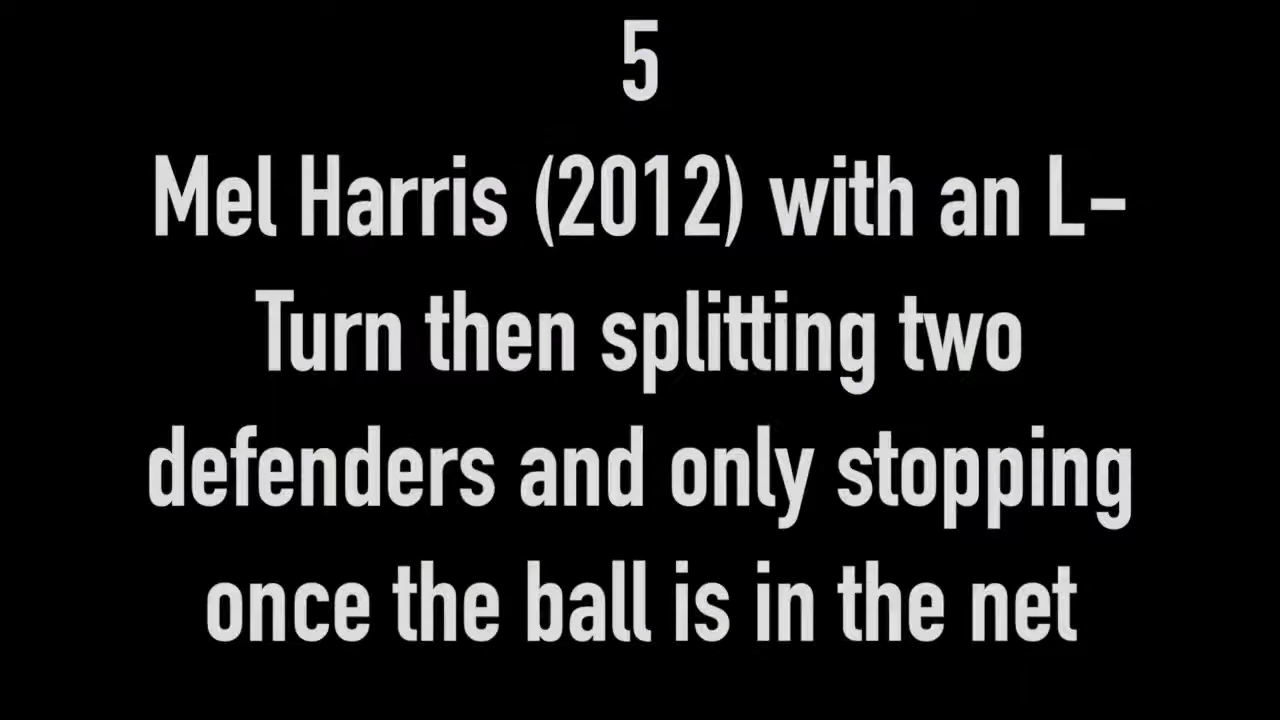 5
Mel Harris (2012) with an L-
Turn then splitting two
defenders and only stopping
once the ball is in the net